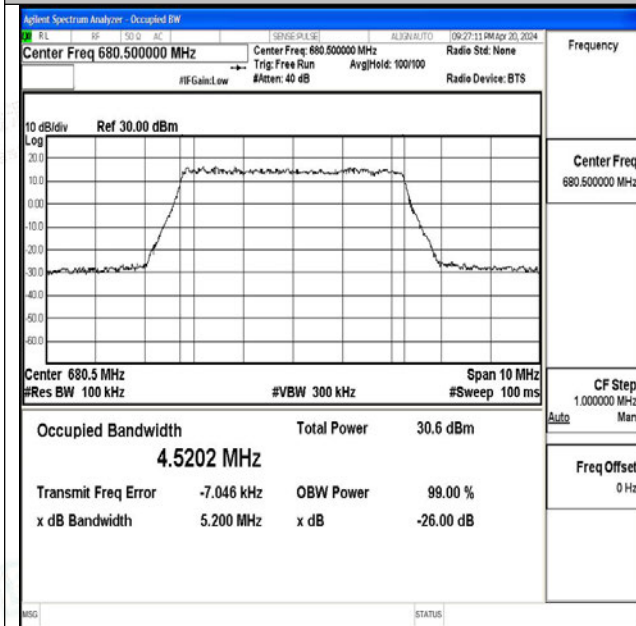 Agilent Spectrum Analyzer - Occupied BW
RL RF 50 Ω AC SENSE:PULSE ALIGNAUTO 09:27:11 PM Apr 20, 2024
Center Freq 680.500000 MHz
Center Freq: 680.500000 MHz
Radio Std: None
Trig: Free Run Avg|Hold: 100/100
#IFGain:Low #Atten: 40 dB Radio Device: BTS
Frequency
10 dB/div Ref 30.00 dBm
Log
20.0
10.0
0.00
-10.0
-20.0
-30.0
-40.0
-50.0
-60.0
Center 680.5 MHz Span 10 MHz
#Res BW 100 kHz #VBW 300 kHz #Sweep 100 ms
Center Freq
680.500000 MHz
CF Step
1.000000 MHz
Auto Man
Freq Offset
0 Hz
Occupied Bandwidth Total Power 30.6 dBm
4.5202 MHz
Transmit Freq Error -7.046 kHz OBW Power 99.00 %
x dB Bandwidth 5.200 MHz x dB -26.00 dB
MSG STATUS